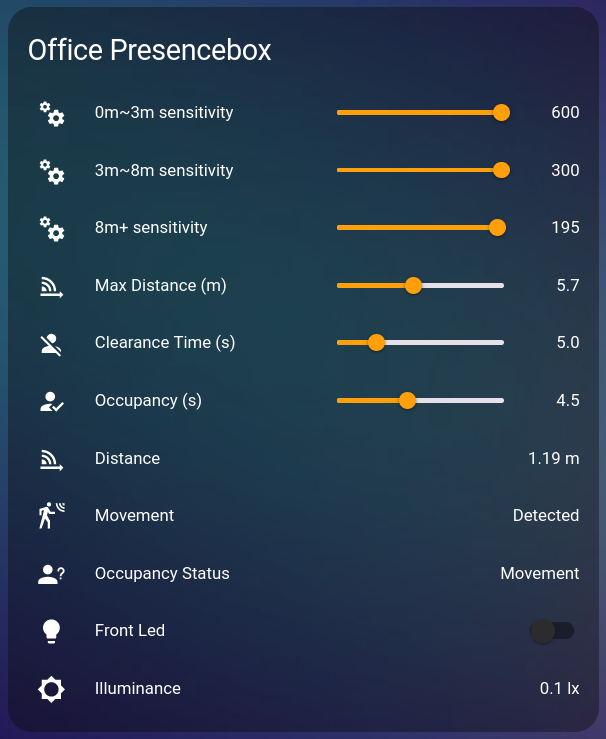 Office Presencebox
0m~3m sensitivity 600
3m~8m sensitivity 300
8m+ sensitivity 195
Max Distance (m) 5.7
Clearance Time (s) 5.0
Occupancy (s) 4.5
Distance 1.19 m
Movement Detected
Occupancy Status Movement
Front Led
Illuminance 0.1 lx